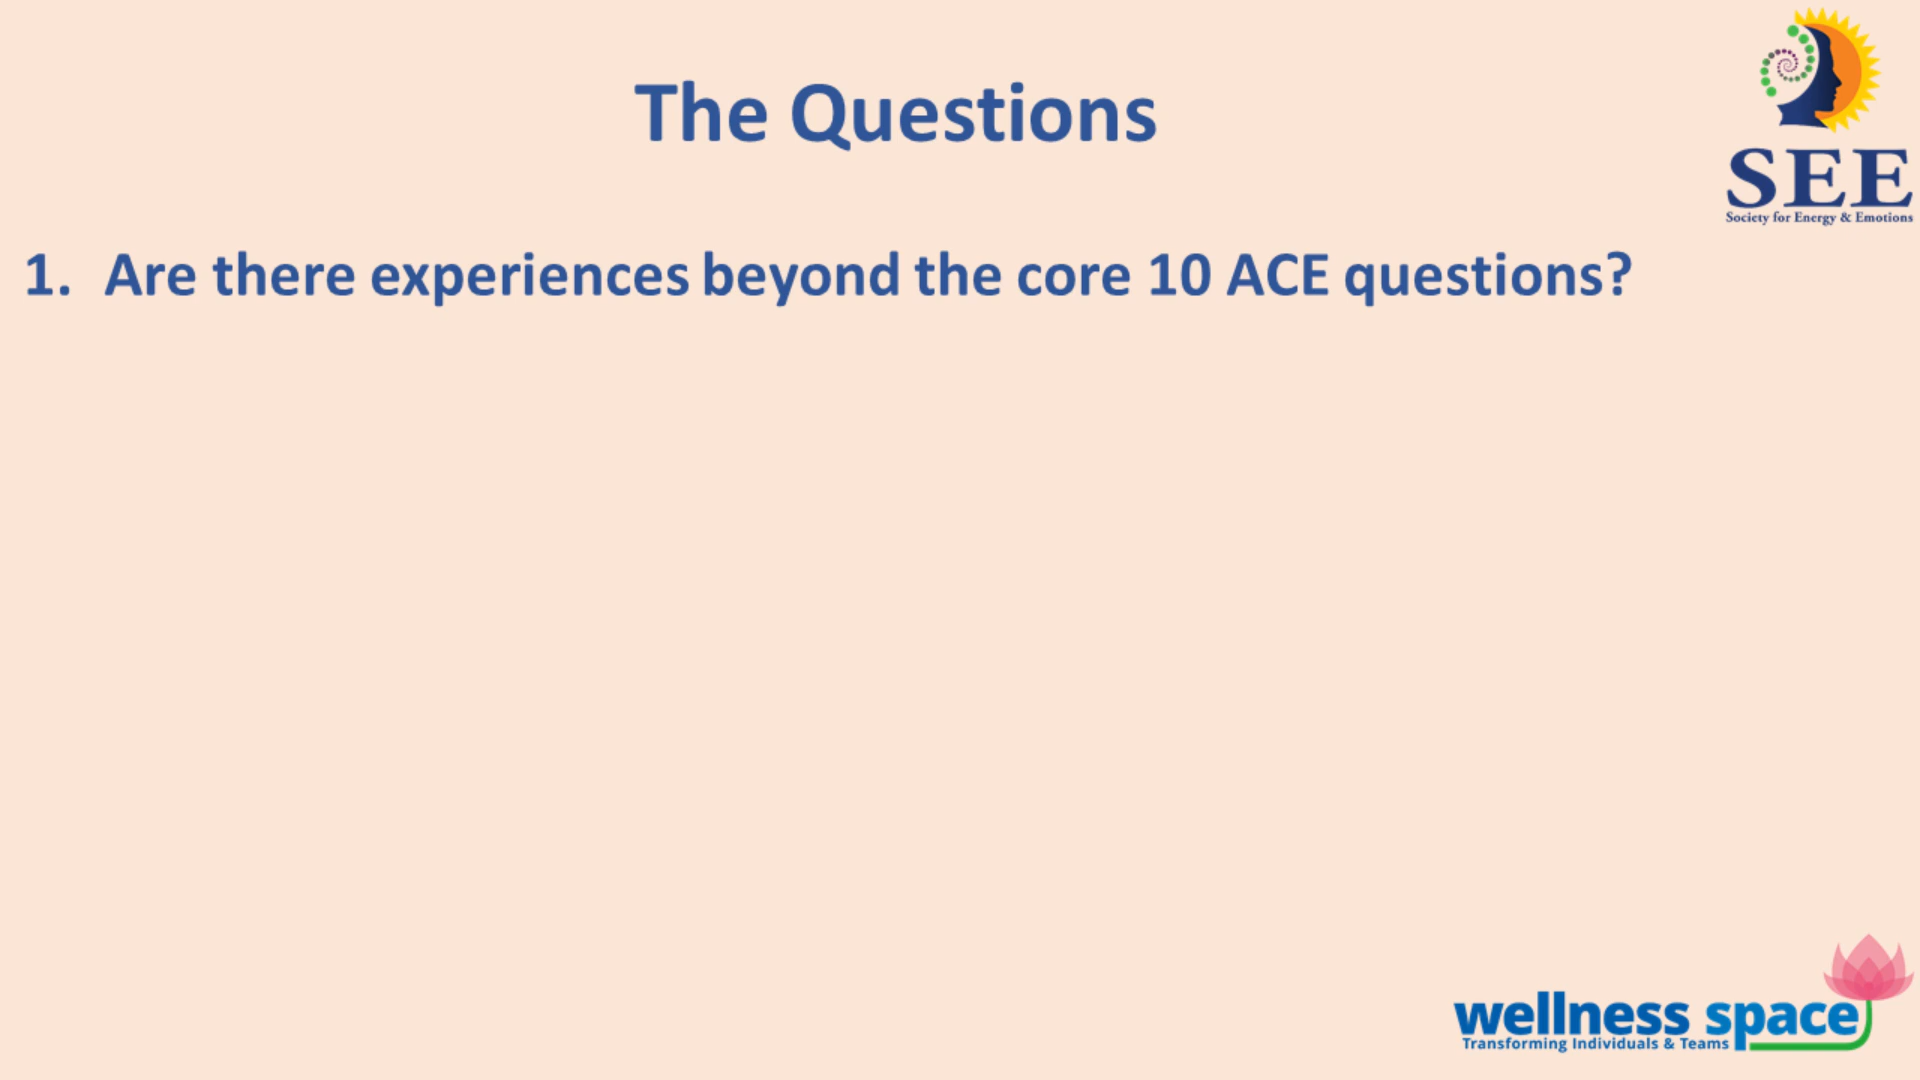 The Questions
SEE
Society for Energy & Emotions
1. Are there experiences beyond the core 10 ACE questions?
wellness space
Transforming Individuals & Teams